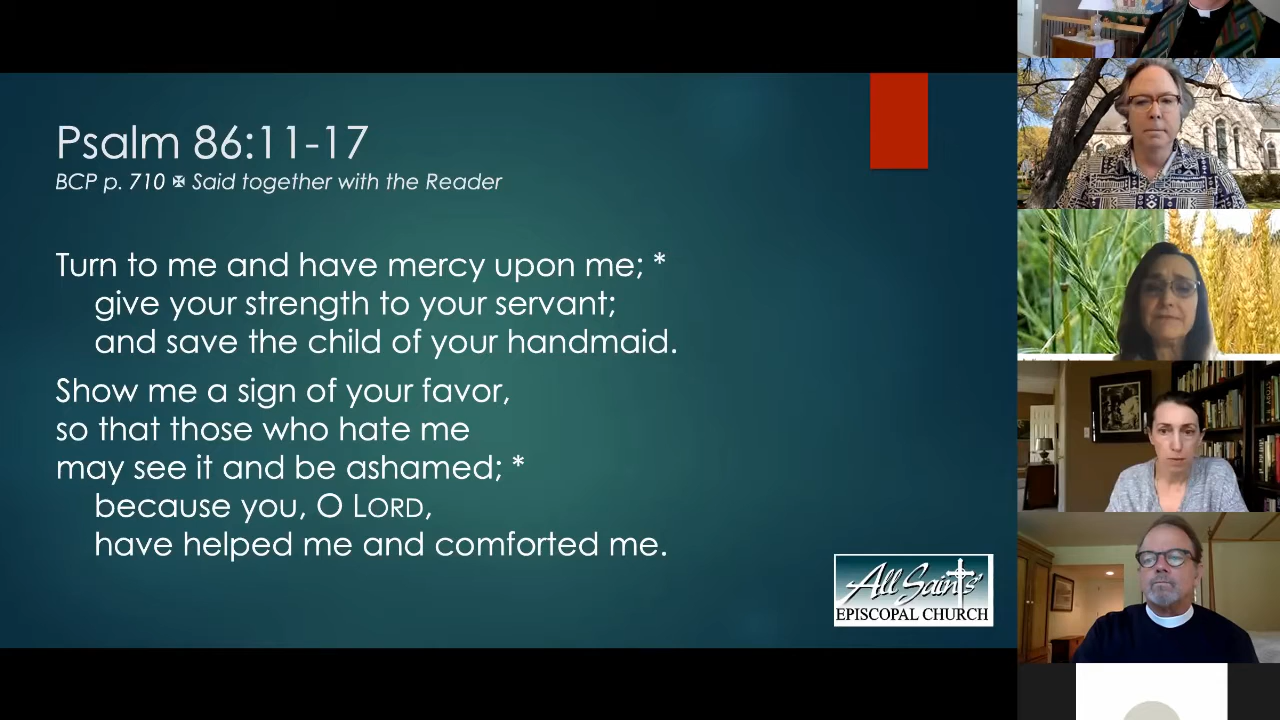 Psalm 86:11-17
BCP p. 710 ✠ Said together with the Reader
Turn to me and have mercy upon me; *
give your strength to your servant;
and save the child of your handmaid.
Show me a sign of your favor,
so that those who hate me
may see it and be ashamed; *
because you, O LORD,
have helped me and comforted me.
All Saints'
EPISCOPAL CHURCH